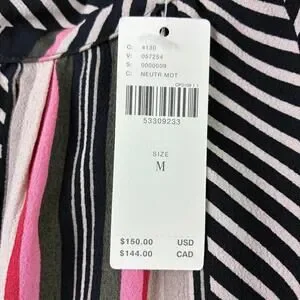 C: 4130
V: 057254
S: 0000009
C: NEUTR MOT
53309233
SIZE
M
$150.00 USD
$144.00 CAD